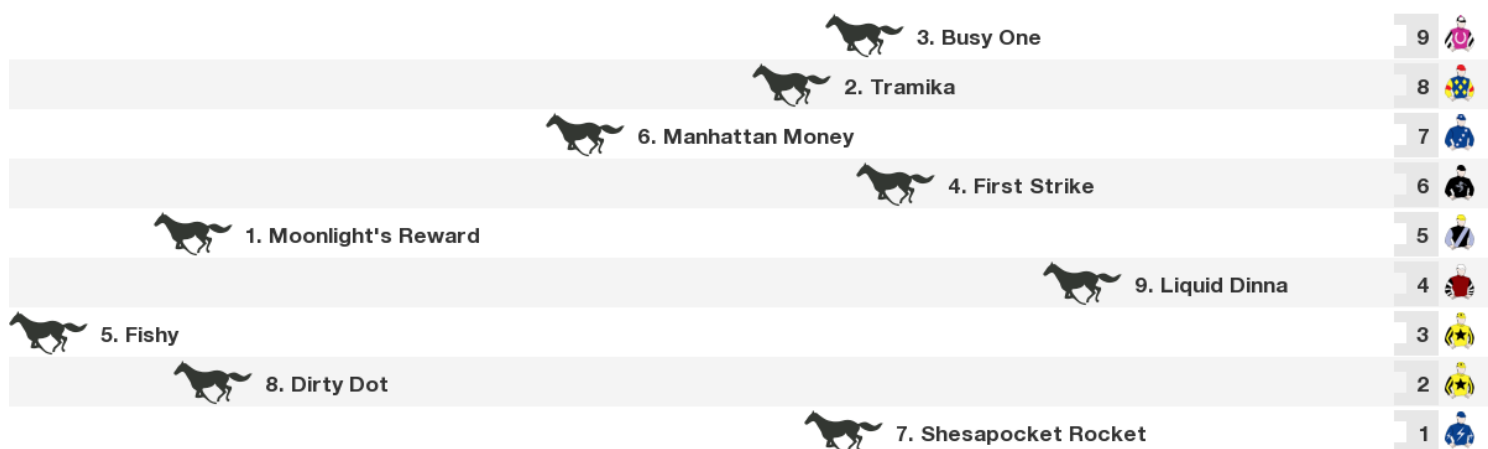 3. Busy One 9
2. Tramika 8
6. Manhattan Money 7
4. First Strike 6
1. Moonlight's Reward 5
9. Liquid Dinna 4
5. Fishy 3
8. Dirty Dot 2
7. Shesapocket Rocket 1